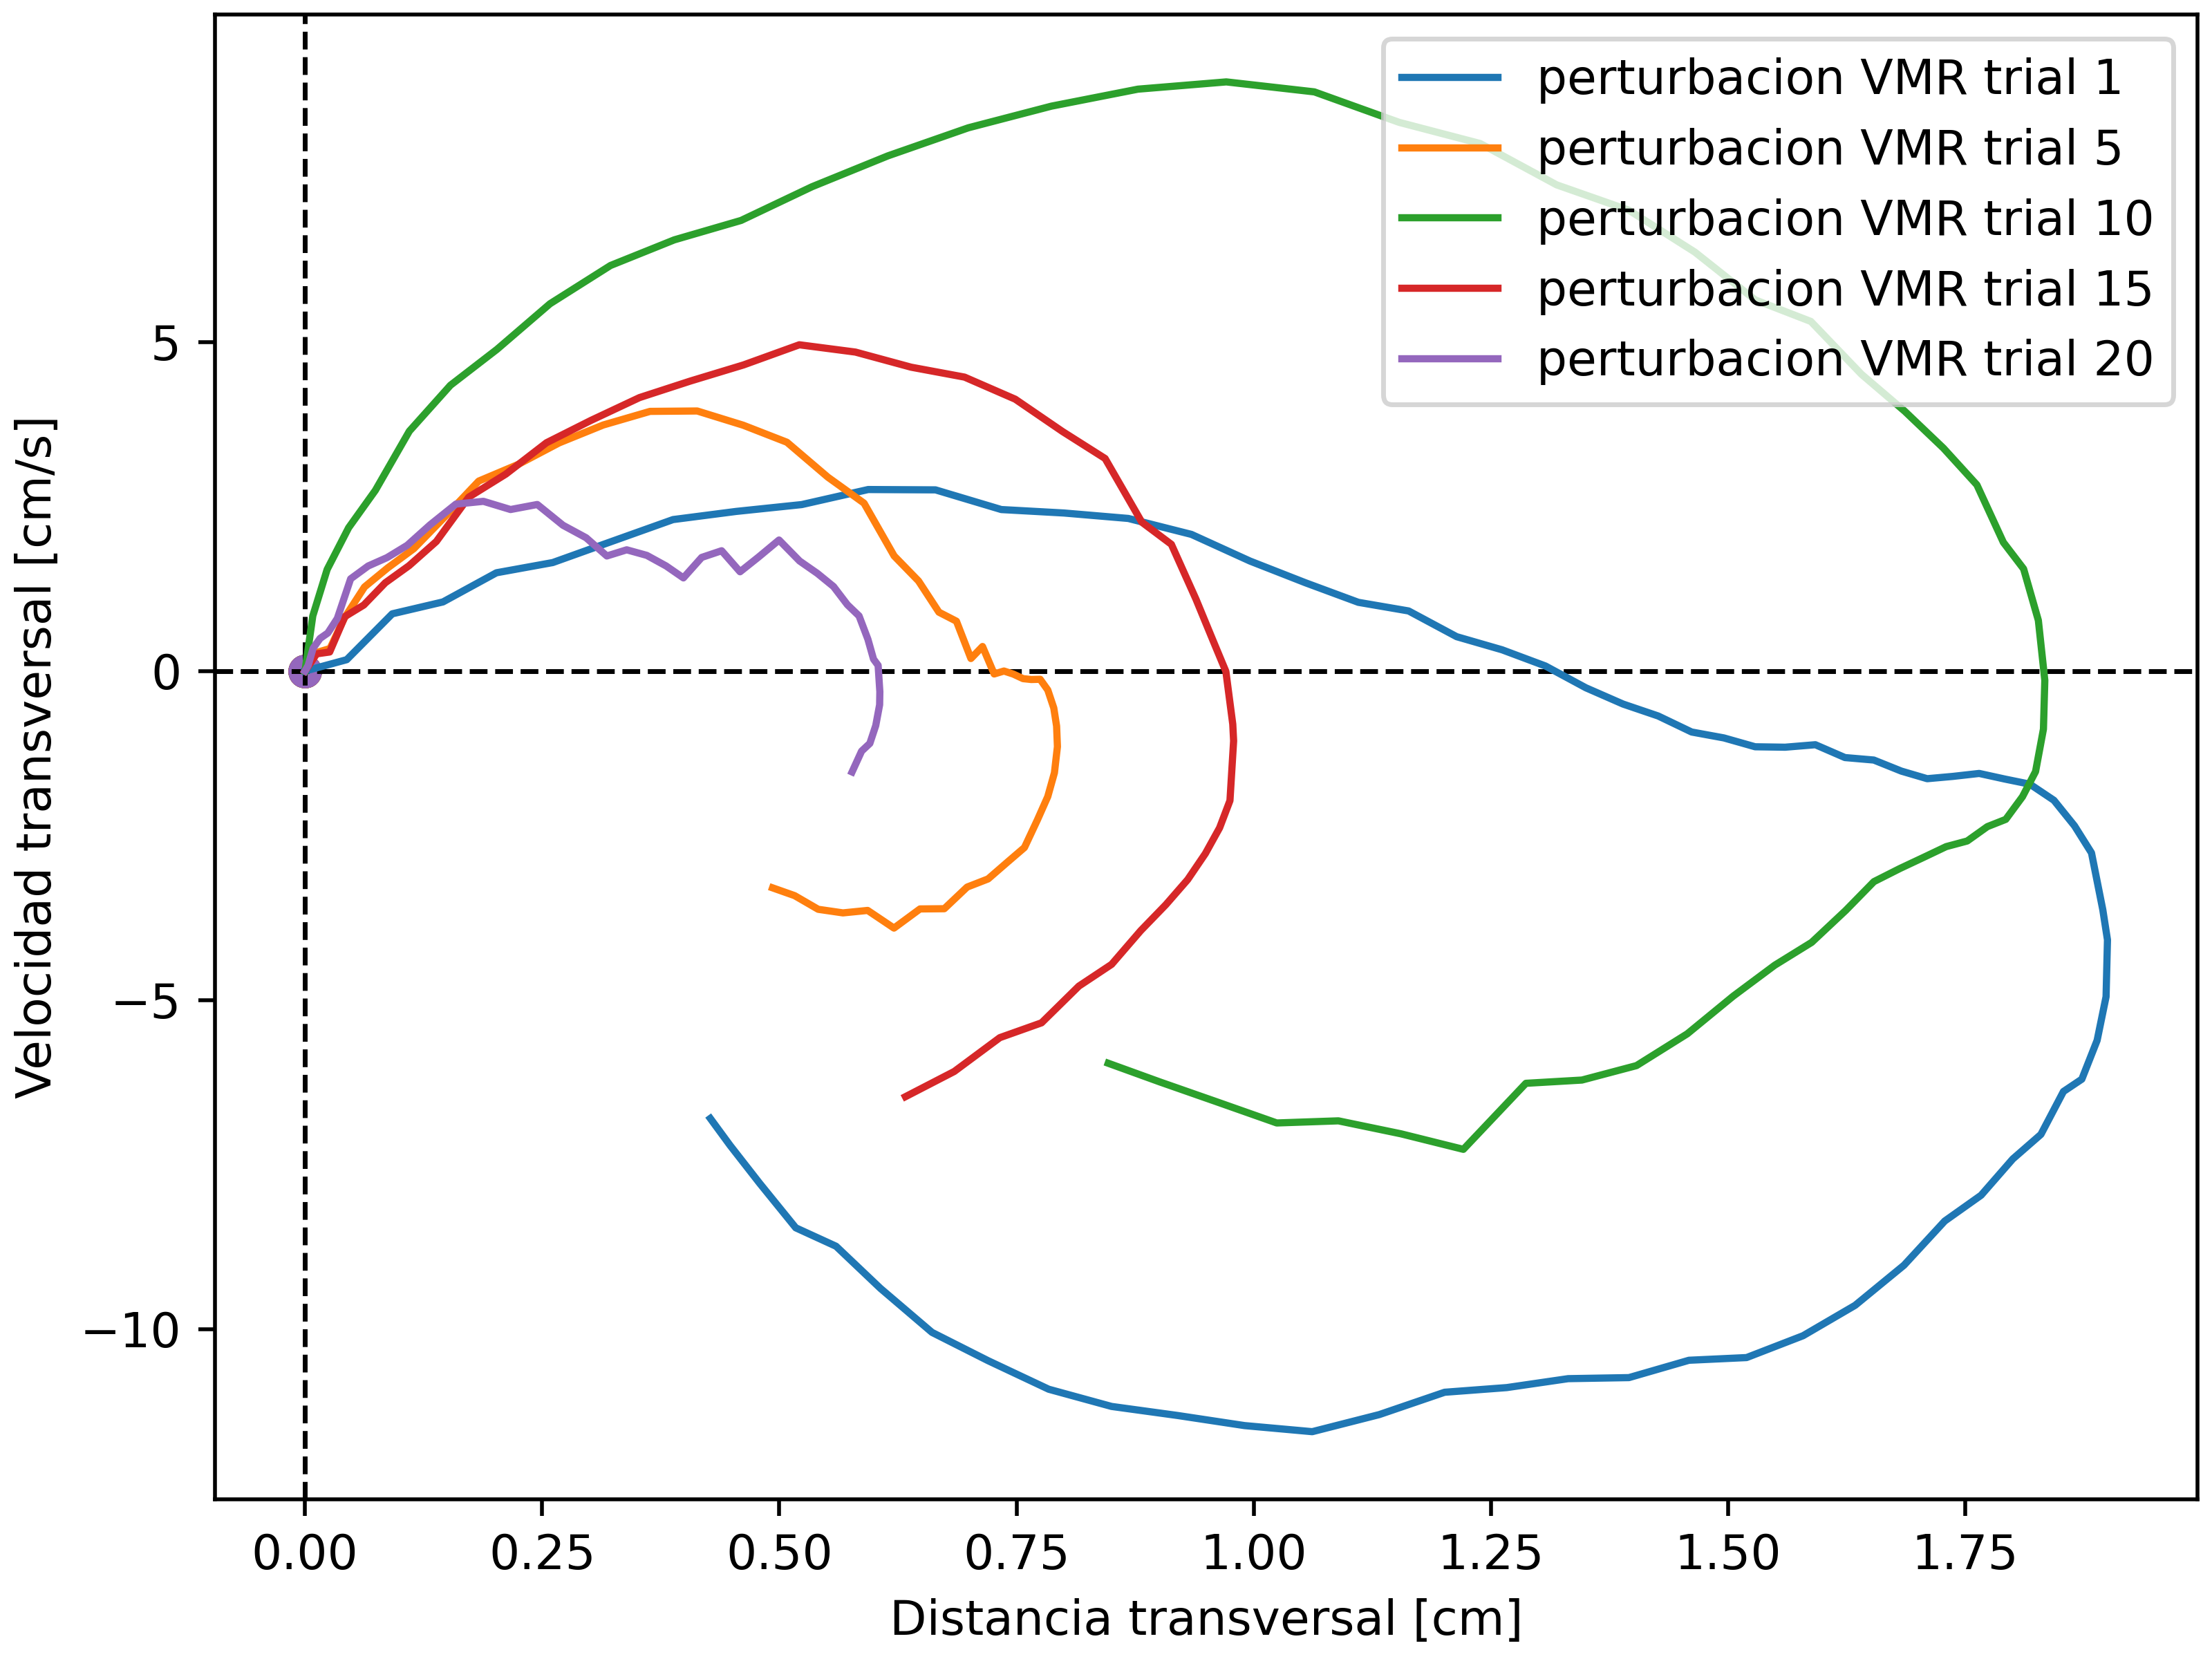 perturbacion VMR trial 1
perturbacion VMR trial 5
perturbacion VMR trial 10
perturbacion VMR trial 15
perturbacion VMR trial 20
Velocidad transversal [cm/s]
5
0
−5
−10
0.00 0.25 0.50 0.75 1.00 1.25 1.50 1.75
Distancia transversal [cm]